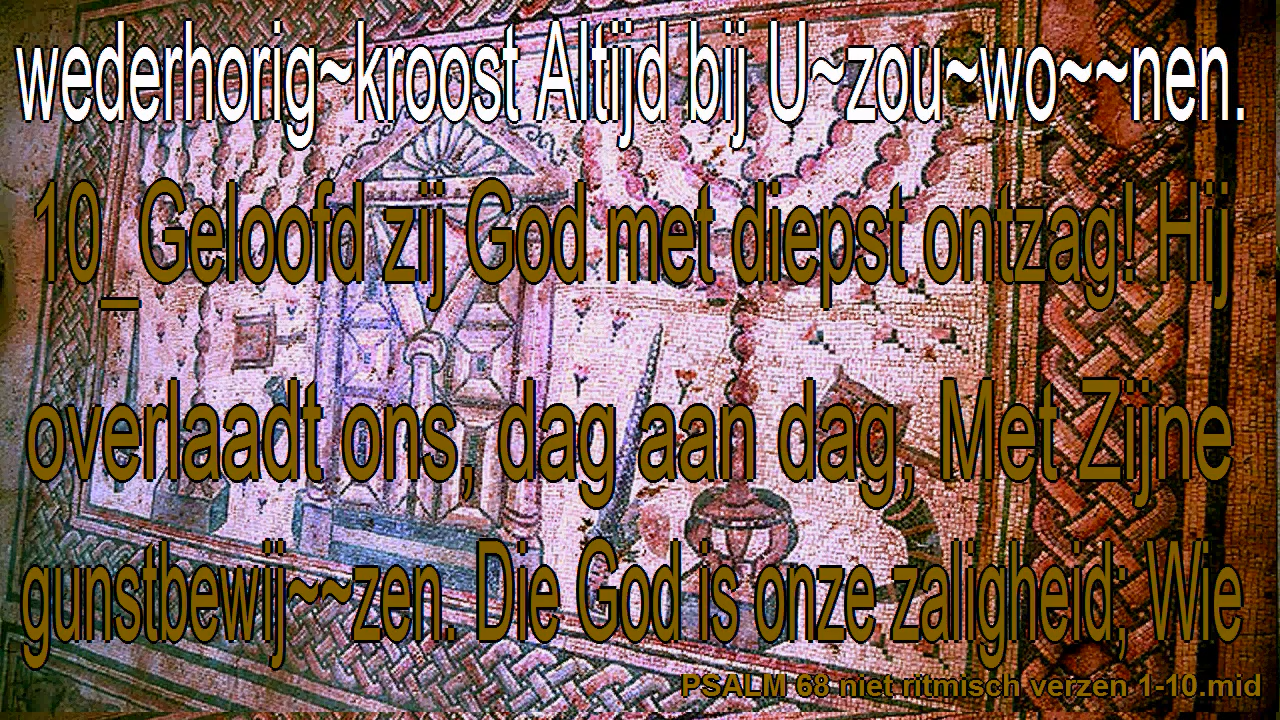 wederhorig~kroost Altijd bij U~zou~wo~~nen.
10_Geloofd zij God met diepst ontzag! Hij
overlaadt ons, dag aan dag, Met Zijne
gunstbewij~~zen. Die God is onze zaligheid; Wie
PSALM 68 niet ritmisch verzen 1-10.mid